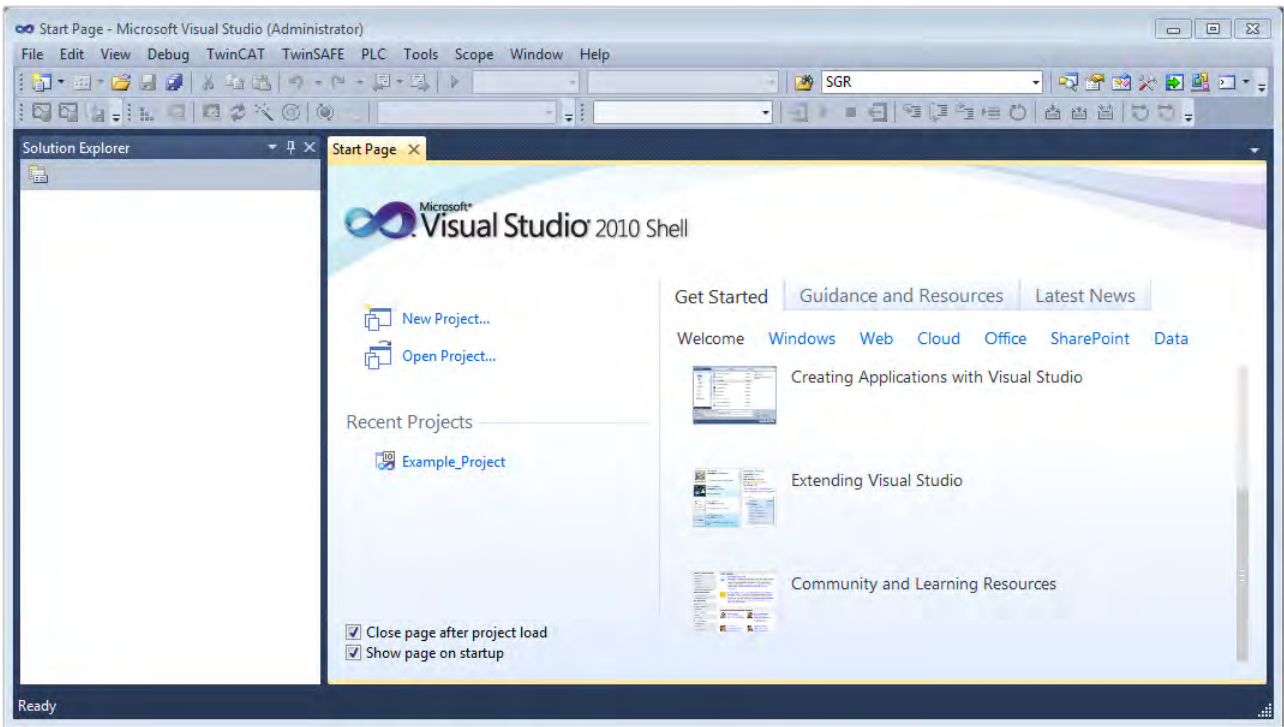 Start Page - Microsoft Visual Studio (Administrator)
File Edit View Debug TwinCAT TwinSAFE PLC Tools Scope Window Help
SGR
Solution Explorer
Start Page
Microsoft
Visual Studio 2010 Shell
New Project...
Open Project...
Recent Projects
Example_Project
Close page after project load
Show page on startup
Get Started Guidance and Resources Latest News
Welcome Windows Web Cloud Office SharePoint Data
Creating Applications with Visual Studio
Extending Visual Studio
Community and Learning Resources
Ready